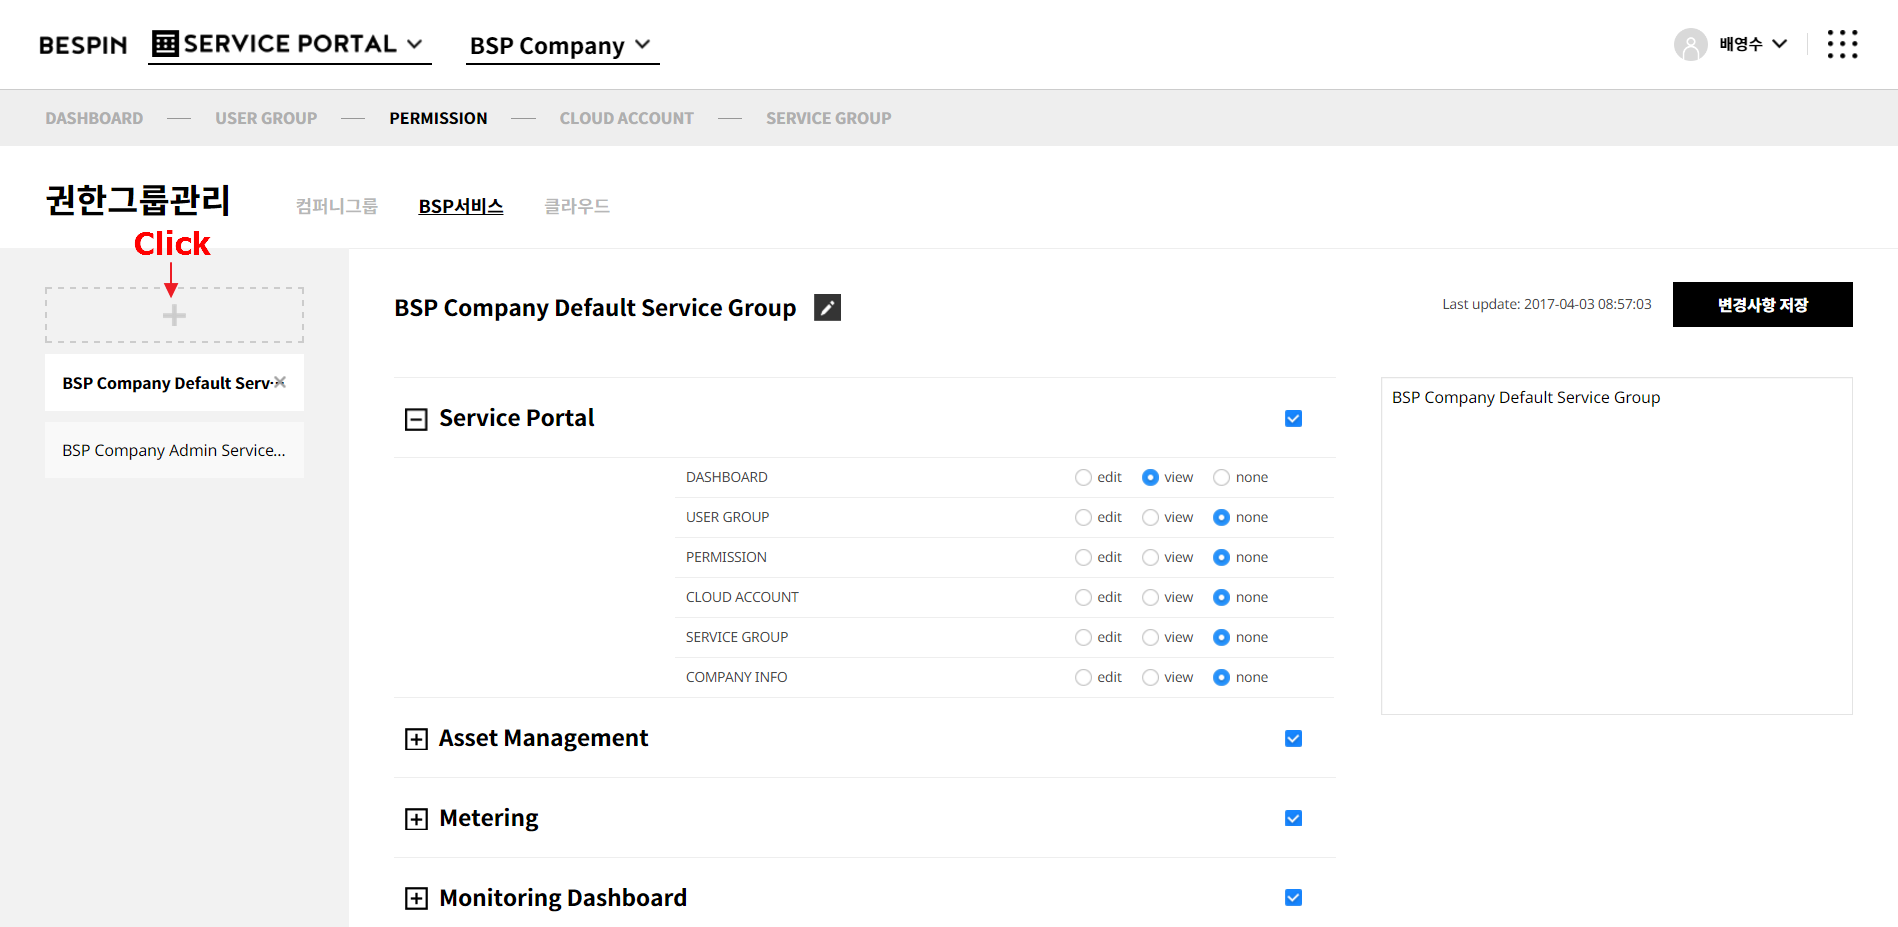 BESPIN SERVICE PORTAL BSP Company 배영수
DASHBOARD USER GROUP PERMISSION CLOUD ACCOUNT SERVICE GROUP
권한그룹관리 컴퍼니그룹 BSP서비스 클라우드
Click
BSP Company Default Serv...
BSP Company Admin Service...
BSP Company Default Service Group Last update: 2017-04-03 08:57:03 변경사항 저장
Service Portal
DASHBOARD edit view none
USER GROUP edit view none
PERMISSION edit view none
CLOUD ACCOUNT edit view none
SERVICE GROUP edit view none
COMPANY INFO edit view none
Asset Management
Metering
Monitoring Dashboard
BSP Company Default Service Group